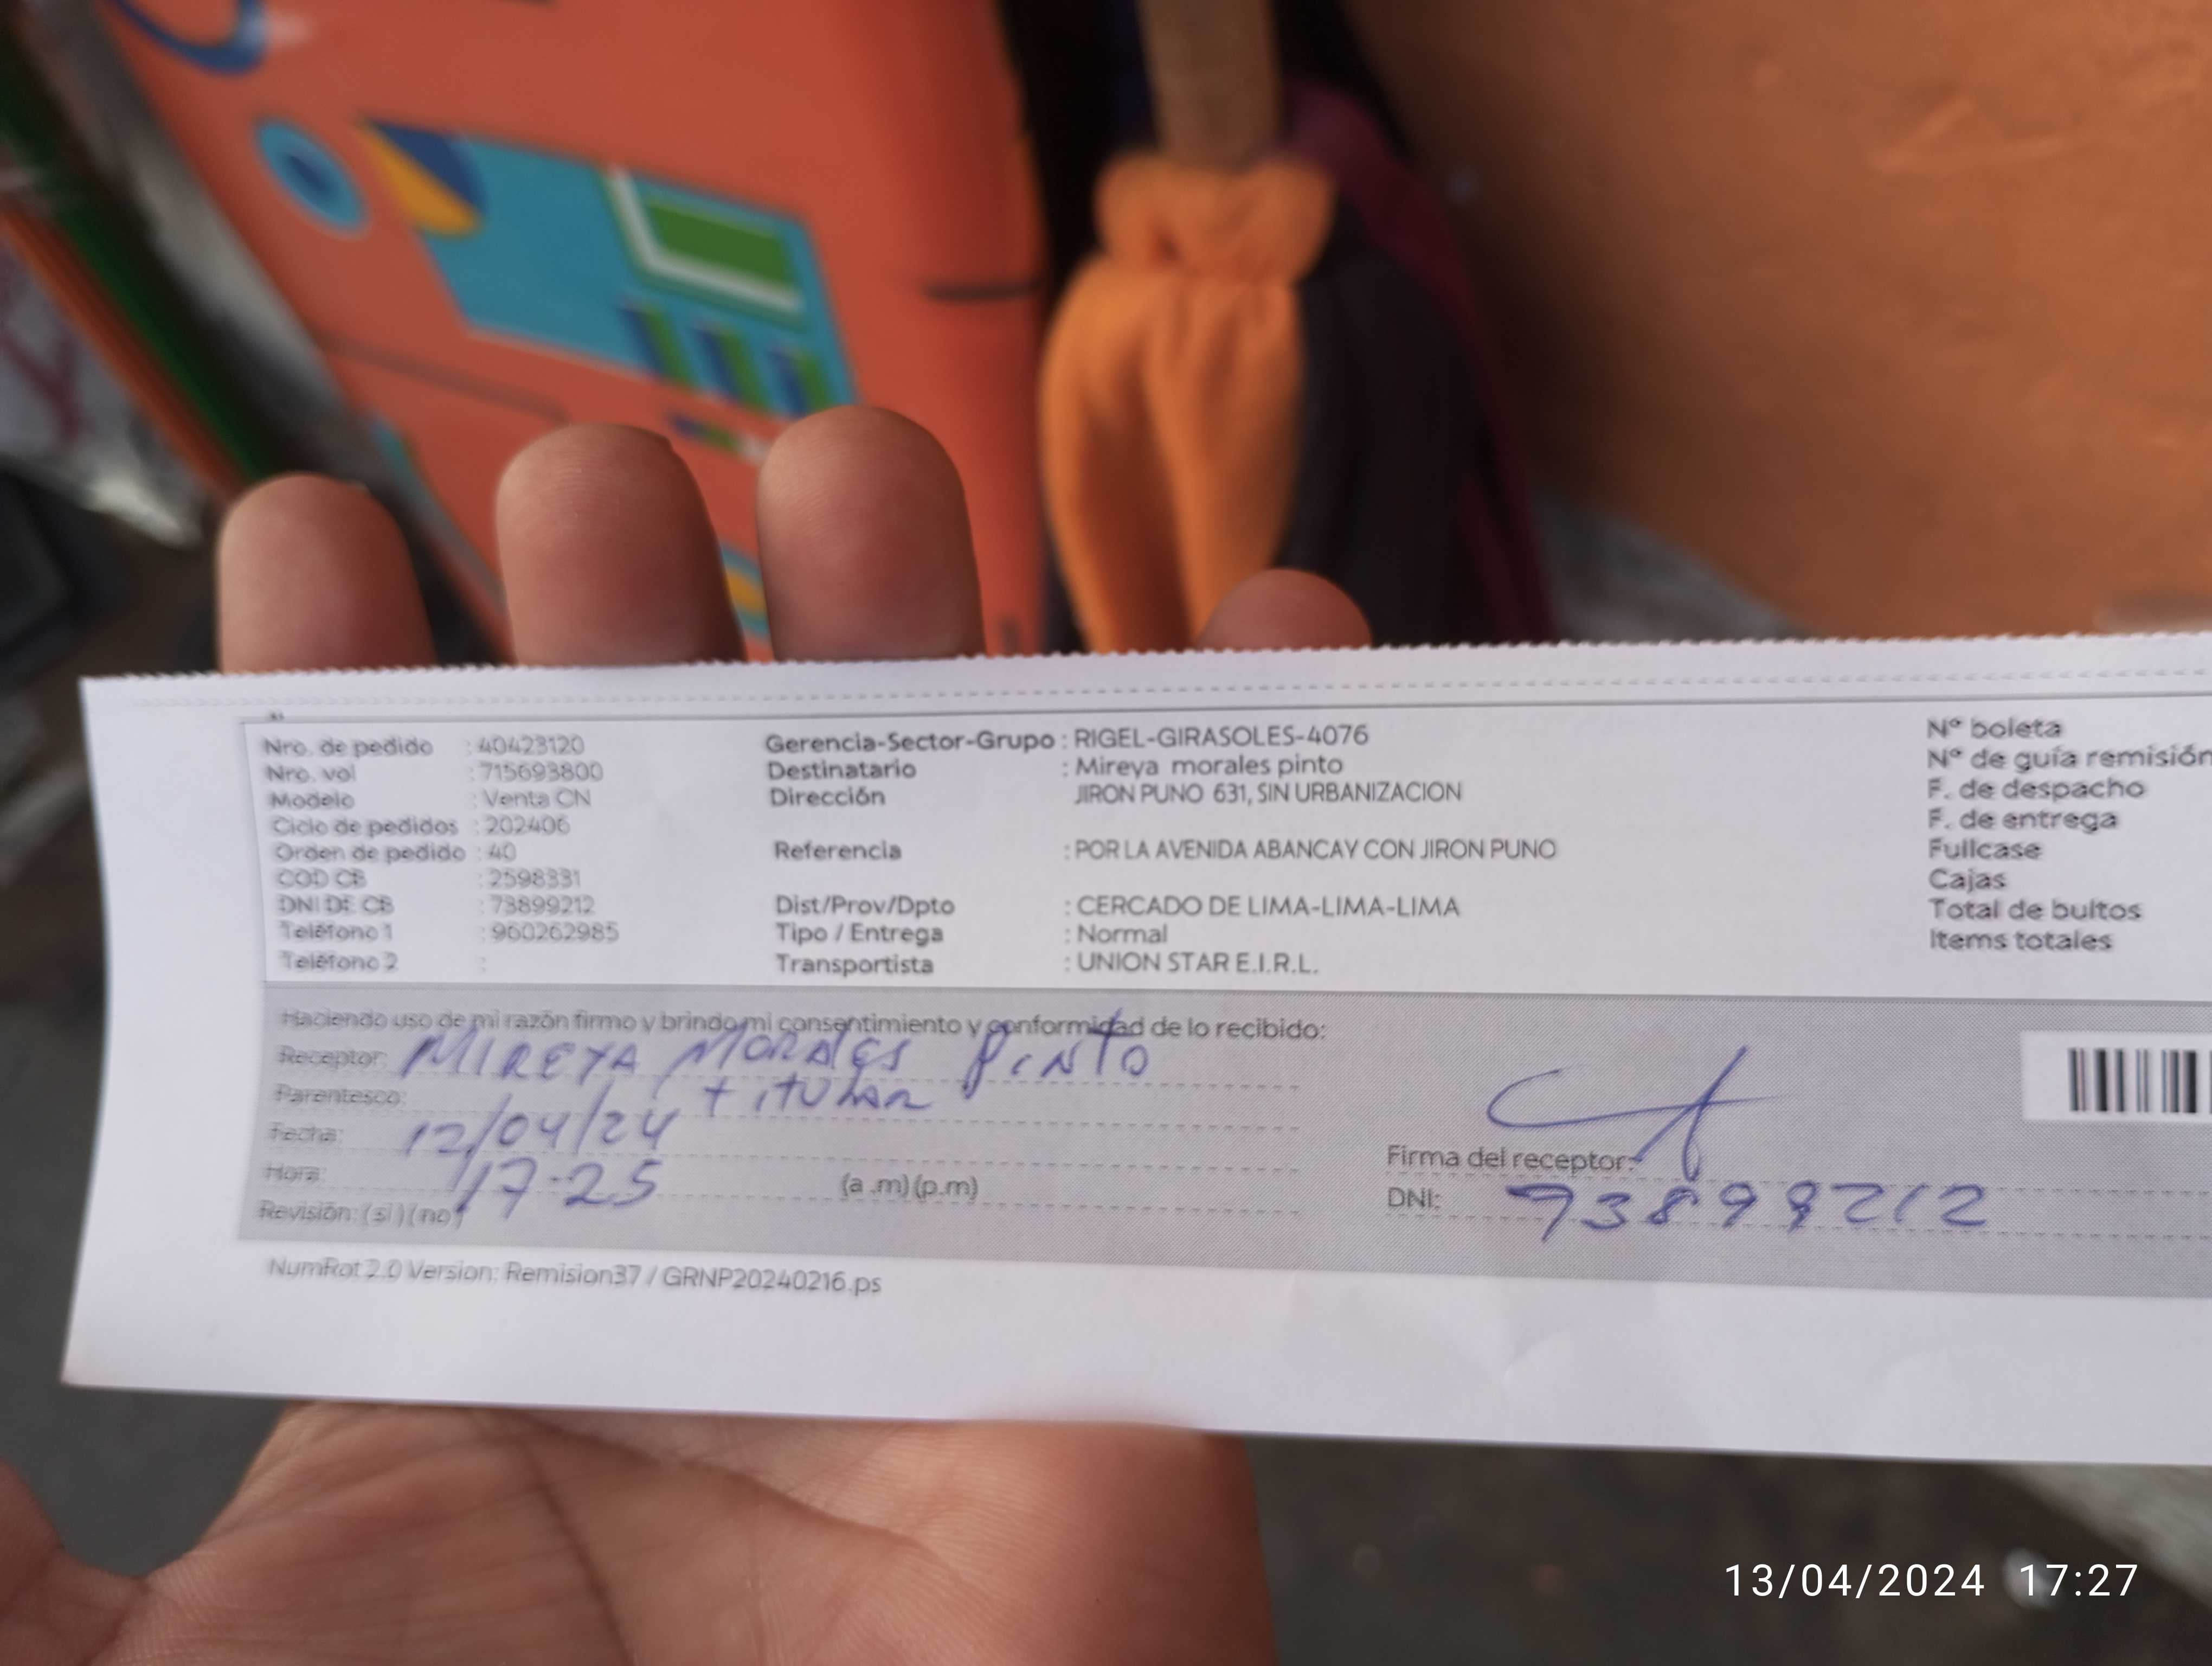 Nro. de pedido : 40423120
Nro. vol : 715693800
Modelo : Venta CN
Ciclo de pedidos : 202406
Orden de pedido : 40
COD CB : 2598331
DNI DE CB : 73899212
Teléfono 1 : 960262985
Teléfono 2 :
Gerencia-Sector-Grupo : RIGEL-GIRASOLES-4076
Destinatario : Mireya morales pinto
Dirección JIRON PUNO 631, SIN URBANIZACION
Referencia : POR LA AVENIDA ABANCAY CON JIRON PUNO
Dist/Prov/Dpto : CERCADO DE LIMA-LIMA-LIMA
Tipo / Entrega : Normal
Transportista : UNION STAR E.I.R.L.
Nº boleta
Nº de guía remisión
F. de despacho
F. de entrega
Fullcase
Cajas
Total de bultos
Items totales
Haciendo uso de mi razón firmo y brindo mi consentimiento y conformidad de lo recibido:
Receptor: MIREYA MORALES PINTO
Parentesco: titular
Fecha: 12/04/24
Hora: 17:25 (a .m) (p.m)
Revisión: (si) (no)
Firma del receptor:
DNI: 73899212
NumRot 2.0 Version: Remision37 / GRNP20240216.ps
13/04/2024 17:27